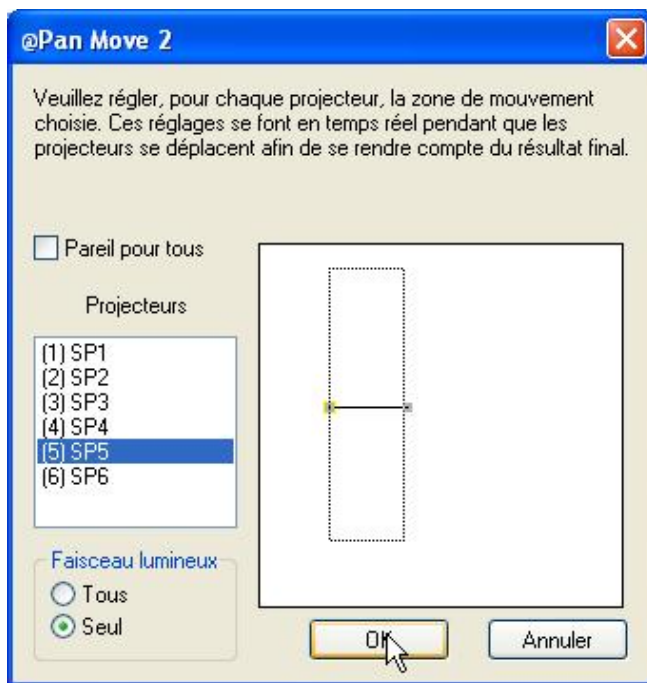 @Pan Move 2
Veuillez régler, pour chaque projecteur, la zone de mouvement
choisie. Ces réglages se font en temps réel pendant que les
projecteurs se déplacent afin de se rendre compte du résultat final.
Pareil pour tous
Projecteurs
(1) SP1
(2) SP2
(3) SP3
(4) SP4
(5) SP5
(6) SP6
Faisceau lumineux
Tous
Seul
OK
Annuler